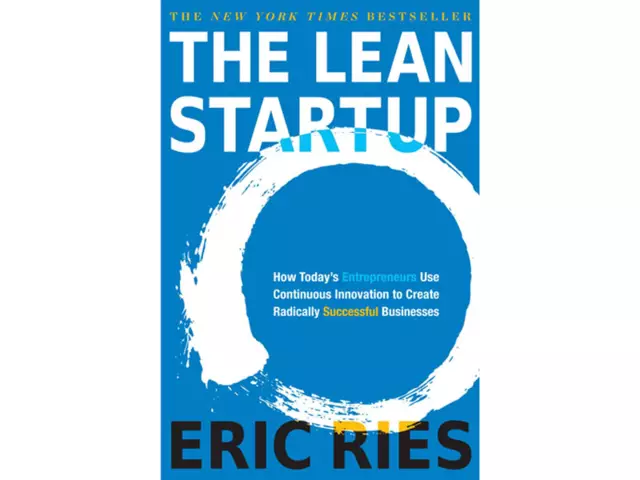 THE NEW YORK TIMES BESTSELLER
THE LEAN
STARTUP
How Today's Entrepreneurs Use
Continuous Innovation to Create
Radically Successful Businesses
ERIC RIES